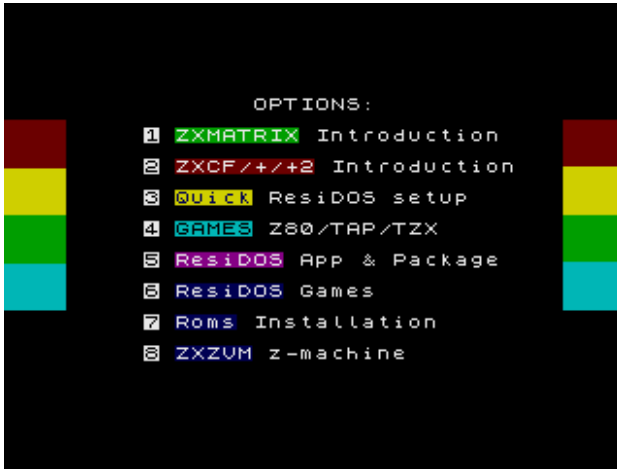 OPTIONS:
1 ZXMATRIX Introduction
2 ZXCF/+/+2 Introduction
3 Quick ResiDOS setup
4 GAMES Z80/TAP/TZX
5 ResiDOS App & Package
6 ResiDOS Games
7 Roms Installation
8 ZXZVM z-machine